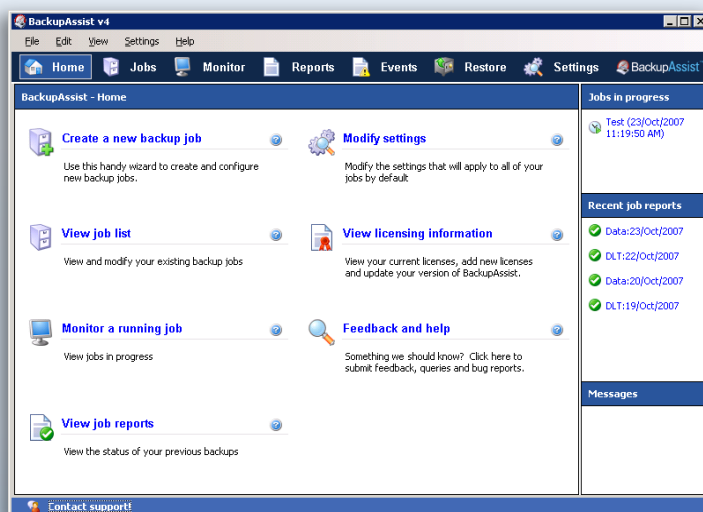 BackupAssist v4
File Edit View Settings Help
Home Jobs Monitor Reports Events Restore Settings BackupAssist
BackupAssist - Home
Create a new backup job
Use this handy wizard to create and configure
new backup jobs.
Modify settings
Modify the settings that will apply to all of your
jobs by default
View job list
View and modify your existing backup jobs
View licensing information
View your current licenses, add new licenses
and update your version of BackupAssist.
Monitor a running job
View jobs in progress
Feedback and help
Something we should know? Click here to
submit feedback, queries and bug reports.
View job reports
View the status of your previous backups
Jobs in progress
Test (23/Oct/2007
11:19:50 AM)
Recent job reports
Data:23/Oct/2007
DLT:22/Oct/2007
Data:20/Oct/2007
DLT:19/Oct/2007
Messages
Contact support!